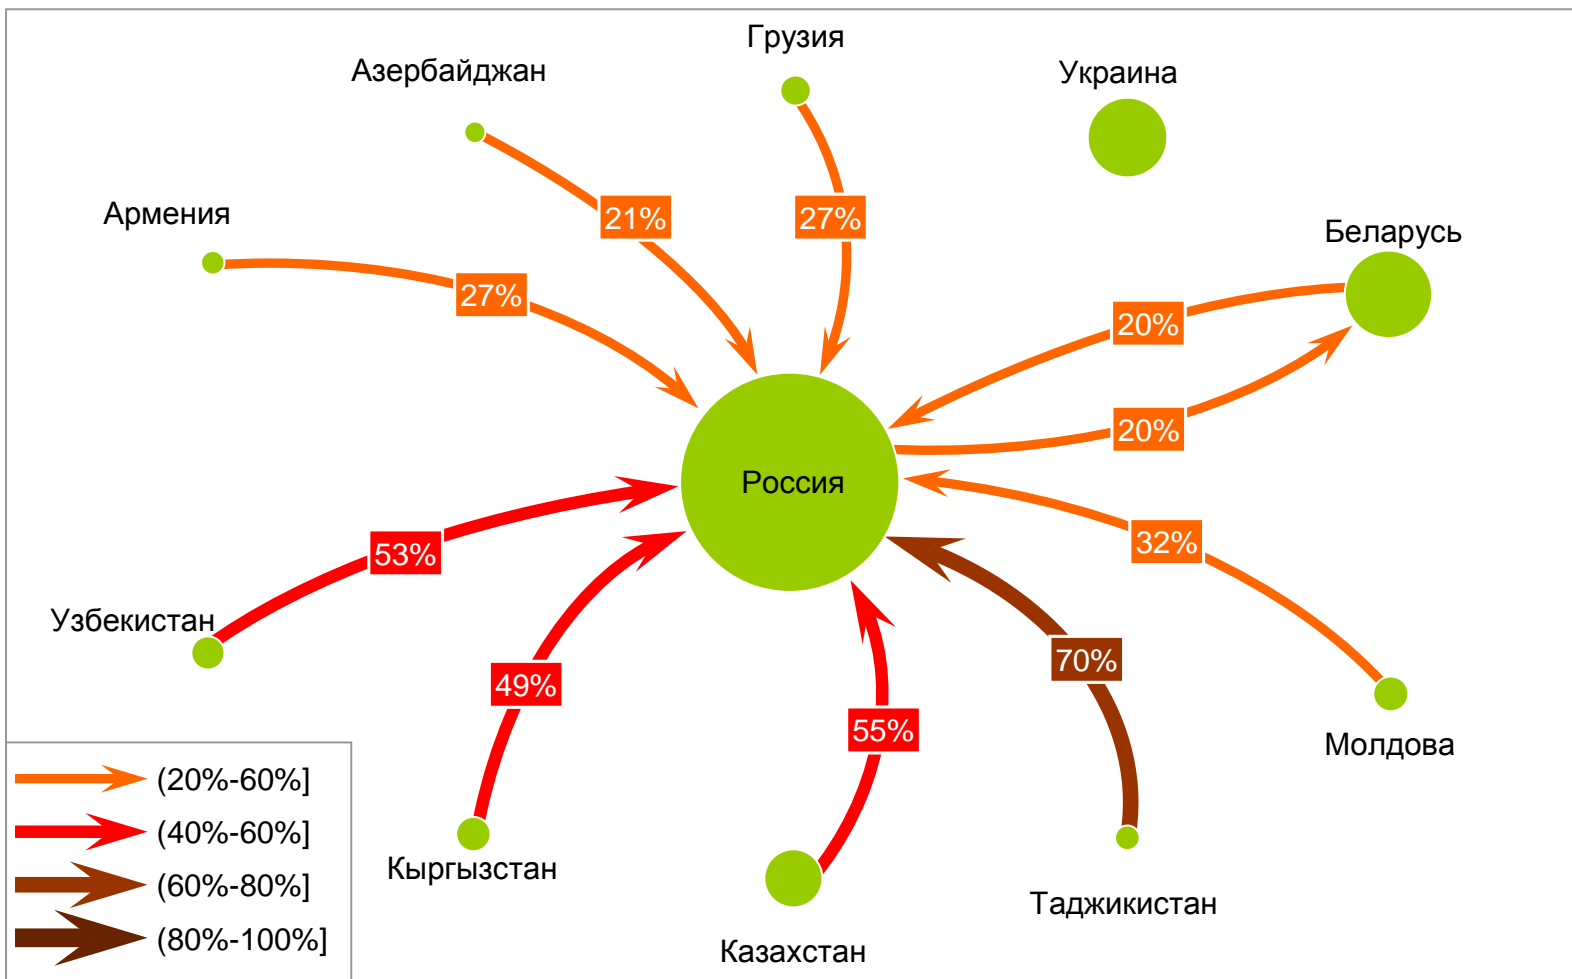 Грузия
Азербайджан
Украина
Армения
21%
27%
Беларусь
27%
20%
20%
Россия
53%
32%
Узбекистан
49%
70%
55%
Молдова
(20%-60%]
(40%-60%]
Кыргызстан
(60%-80%]
Таджикистан
(80%-100%]
Казахстан